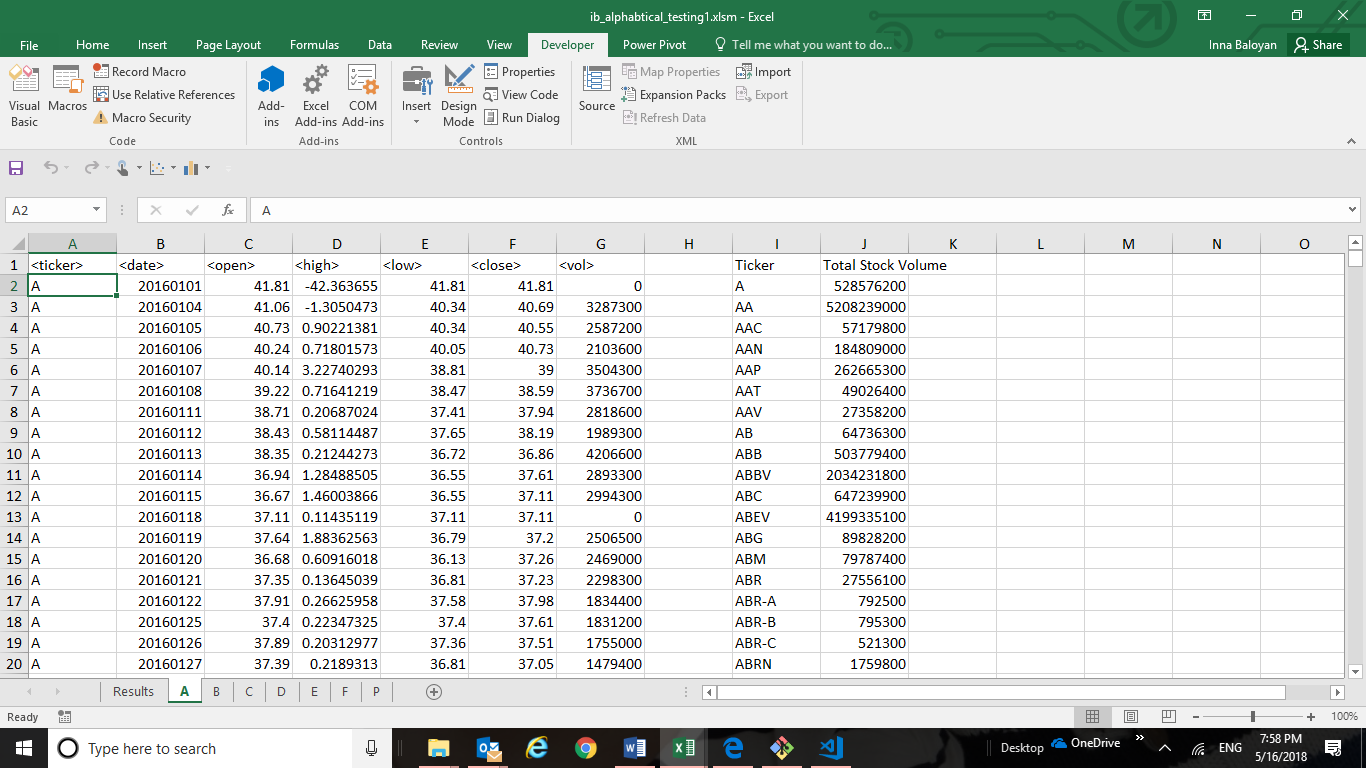 ib_alphabtical_testing1.xlsm - Excel
File Home Insert Page Layout Formulas Data Review View Developer Power Pivot Tell me what you want to do... Inna Baloyan Share
Visual Basic
Macros
Record Macro
Use Relative References
Macro Security
Code
Add-ins
Excel Add-ins
COM Add-ins
Add-ins
Insert
Design Mode
Properties
View Code
Run Dialog
Controls
Source
Map Properties
Expansion Packs
Refresh Data
Import
Export
XML
A2 fx A
A B C D E F G H I J K L M N O
1 <ticker> <date> <open> <high> <low> <close> <vol> Ticker Total Stock Volume
2 A 20160101 41.81 -42.363655 41.81 41.81 0 A 528576200
3 A 20160104 41.06 -1.3050473 40.34 40.69 3287300 AA 5208239000
4 A 20160105 40.73 0.90221381 40.34 40.55 2587200 AAC 57179800
5 A 20160106 40.24 0.71801573 40.05 40.73 2103600 AAN 184809000
6 A 20160107 40.14 3.22740293 38.81 39 3504300 AAP 262665300
7 A 20160108 39.22 0.71641219 38.47 38.59 3736700 AAT 49026400
8 A 20160111 38.71 0.20687024 37.41 37.94 2818600 AAV 27358200
9 A 20160112 38.43 0.58114487 37.65 38.19 1989300 AB 64736300
10 A 20160113 38.35 0.21244273 36.72 36.86 4206600 ABB 503779400
11 A 20160114 36.94 1.28488505 36.55 37.61 2893300 ABBV 2034231800
12 A 20160115 36.67 1.46003866 36.55 37.11 2994300 ABC 647239900
13 A 20160118 37.11 0.11435119 37.11 37.11 0 ABEV 4199335100
14 A 20160119 37.64 1.88362563 36.79 37.2 2506500 ABG 89828200
15 A 20160120 36.68 0.60916018 36.13 37.26 2469000 ABM 79787400
16 A 20160121 37.35 0.13645039 36.81 37.23 2298300 ABR 27556100
17 A 20160122 37.91 0.26625958 37.58 37.98 1834400 ABR-A 792500
18 A 20160125 37.4 0.22347325 37.4 37.61 1831200 ABR-B 795300
19 A 20160126 37.89 0.20312977 37.36 37.51 1755000 ABR-C 521300
20 A 20160127 37.39 0.2189313 36.81 37.05 1479400 ABRN 1759800
Results A B C D E F P
Ready 100%
Type here to search Desktop OneDrive ENG 7:58 PM
5/16/2018